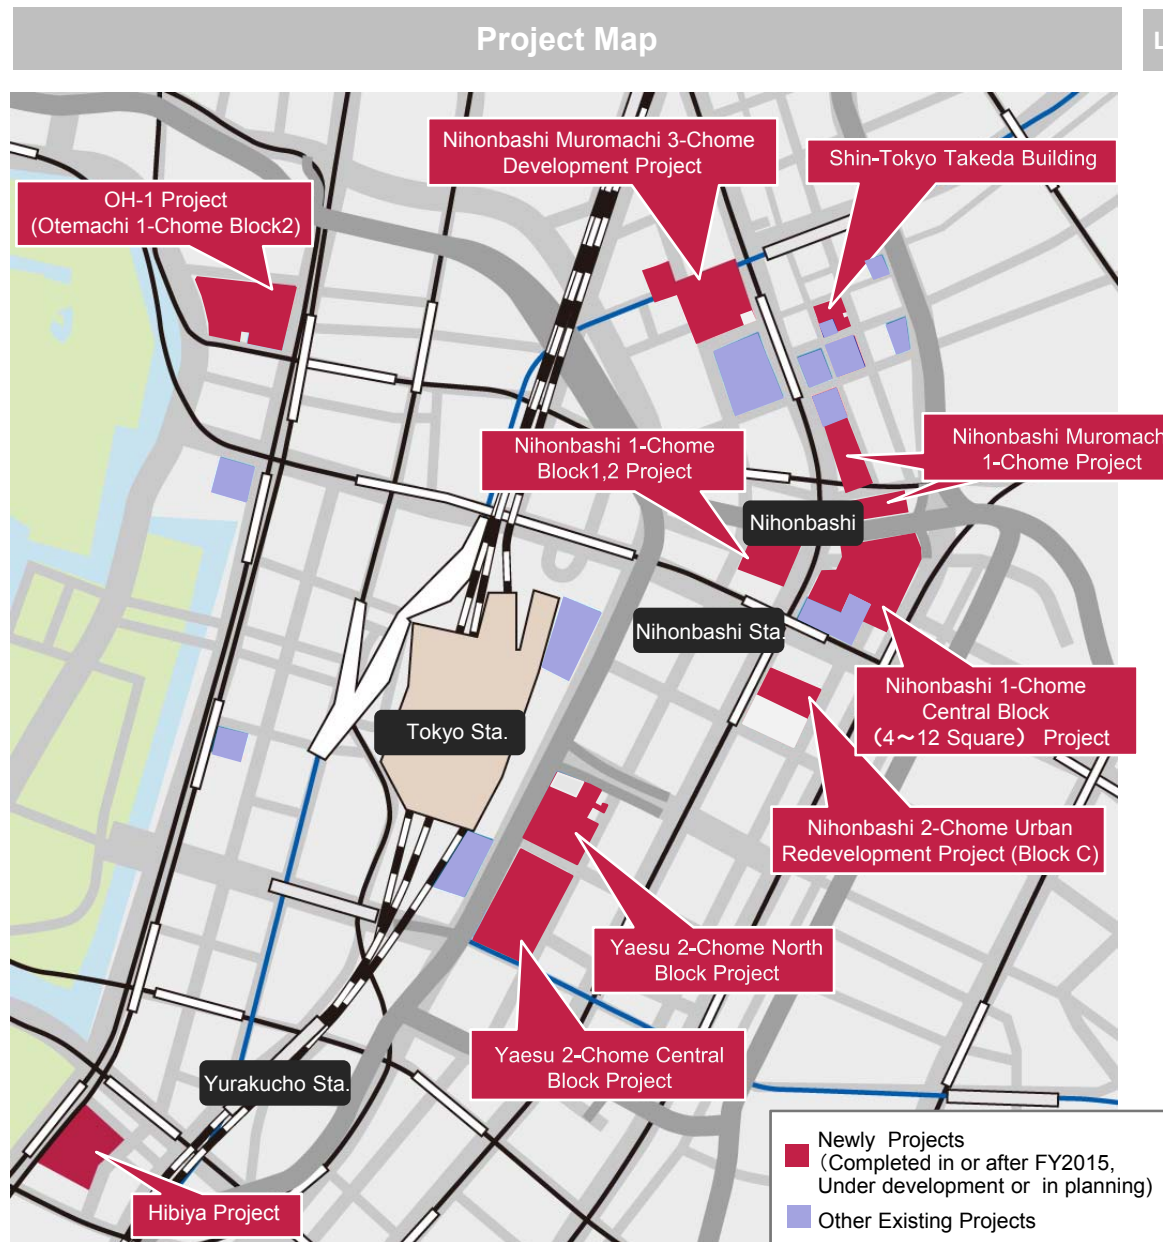 Project Map
L
Nihonbashi Muromachi 3-Chome
Development Project
Shin-Tokyo Takeda Building
OH-1 Project
(Otemachi 1-Chome Block2)
Nihonbashi 1-Chome
Block1,2 Project
Nihonbashi Muromach
1-Chome Project
Nihonbashi
Nihonbashi Sta.
Nihonbashi 1-Chome
Central Block
（4～12 Square） Project
Tokyo Sta.
Nihonbashi 2-Chome Urban
Redevelopment Project (Block C)
Yaesu 2-Chome North
Block Project
Yaesu 2-Chome Central
Block Project
Yurakucho Sta.
Hibiya Project
Newly Projects
（Completed in or after FY2015,
Under development or in planning)
Other Existing Projects